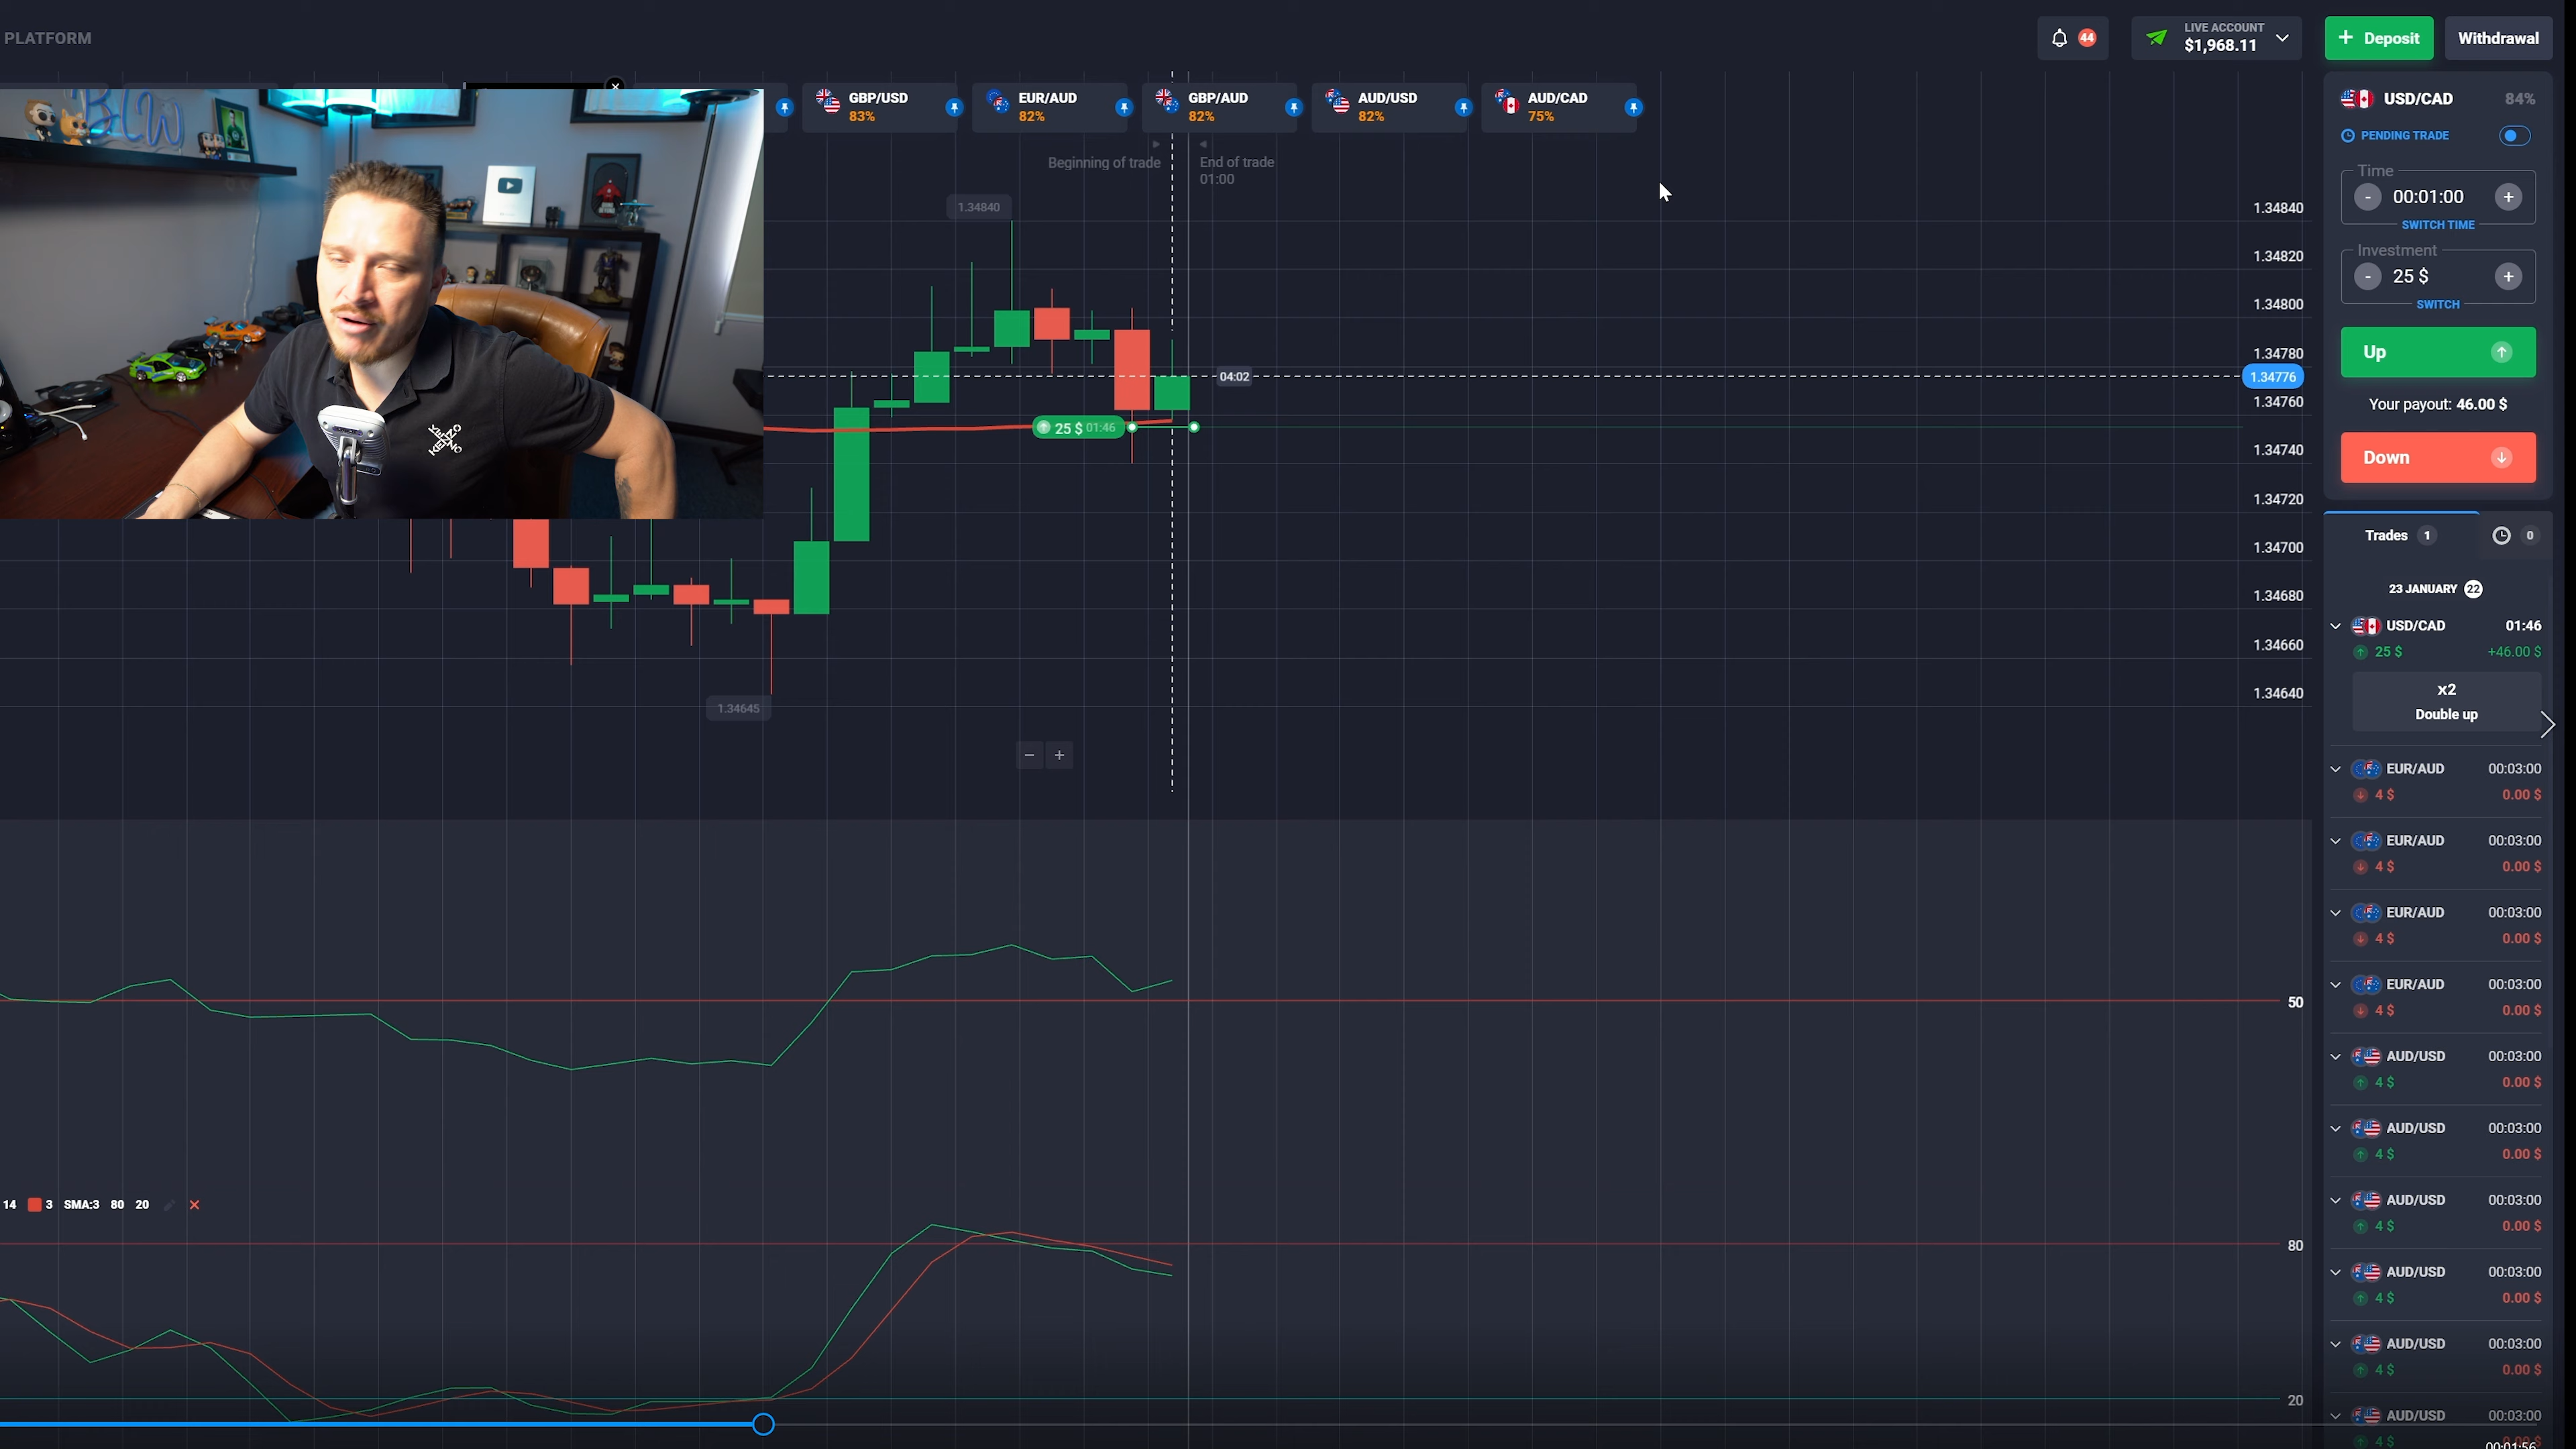 PLATFORM
44
LIVE ACCOUNT
$1,968.11
+ Deposit
Withdrawal
BLW
GBP/USD
83%
EUR/AUD
82%
GBP/AUD
82%
AUD/USD
82%
AUD/CAD
75%
USD/CAD 84%
PENDING TRADE
Time
- 00:01:00 +
SWITCH TIME
Investment
- 25 $ +
SWITCH
Up
Your payout: 46.00 $
Down
Beginning of trade
End of trade
01:00
1.34840
1.34840
1.34820
1.34800
1.34780
04:02
1.34776
1.34760
25 $ 01:46
1.34740
1.34720
1.34700
1.34680
1.34660
1.34640
1.34645
− +
KENZO
KENZO
Trades 1
0
23 JANUARY 22
USD/CAD 01:46
25 $ +46.00 $
x2
Double up
EUR/AUD 00:03:00
4 $ 0.00 $
EUR/AUD 00:03:00
4 $ 0.00 $
EUR/AUD 00:03:00
4 $ 0.00 $
EUR/AUD 00:03:00
4 $ 0.00 $
AUD/USD 00:03:00
4 $ 0.00 $
AUD/USD 00:03:00
4 $ 0.00 $
AUD/USD 00:03:00
4 $ 0.00 $
AUD/USD 00:03:00
4 $ 0.00 $
AUD/USD 00:03:00
4 $ 0.00 $
AUD/USD 00:03:00
4 $
50
14 3 SMA:3 80 20
80
20
00:01:56